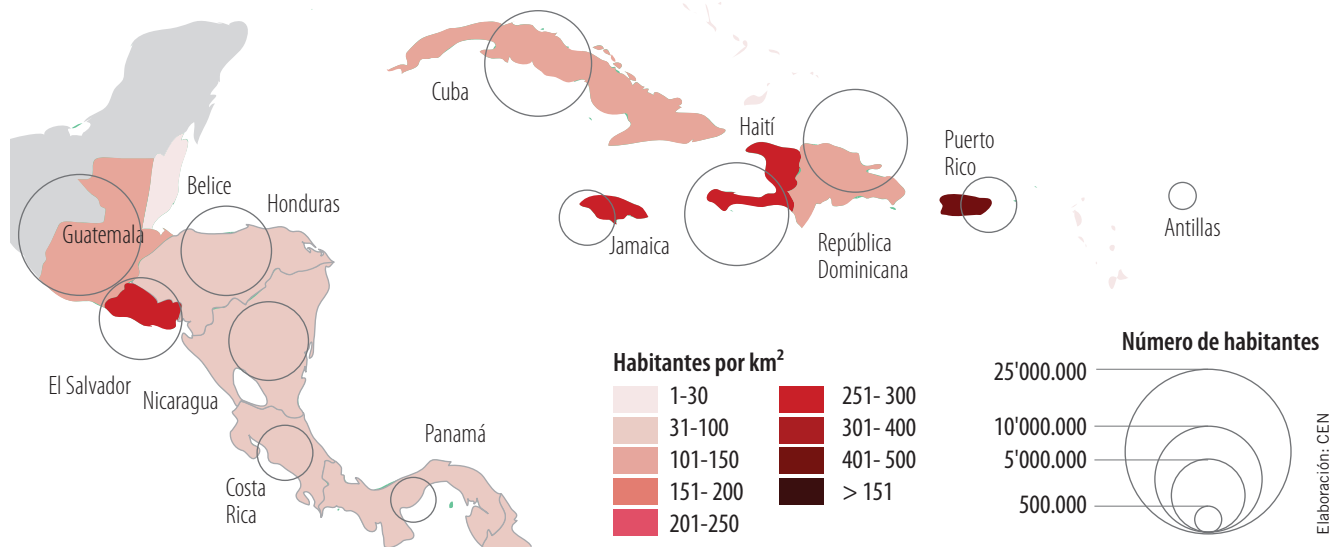 Cuba
Haití
Puerto
Rico
Belice
Honduras
Guatemala
Jamaica
República
Dominicana
Antillas
El Salvador
Nicaragua
Panamá
Costa
Rica
Habitantes por km²
1-30
31-100
101-150
151- 200
201-250
251- 300
301- 400
401- 500
> 151
Número de habitantes
25'000.000
10'000.000
5'000.000
500.000
Elaboración: CEN